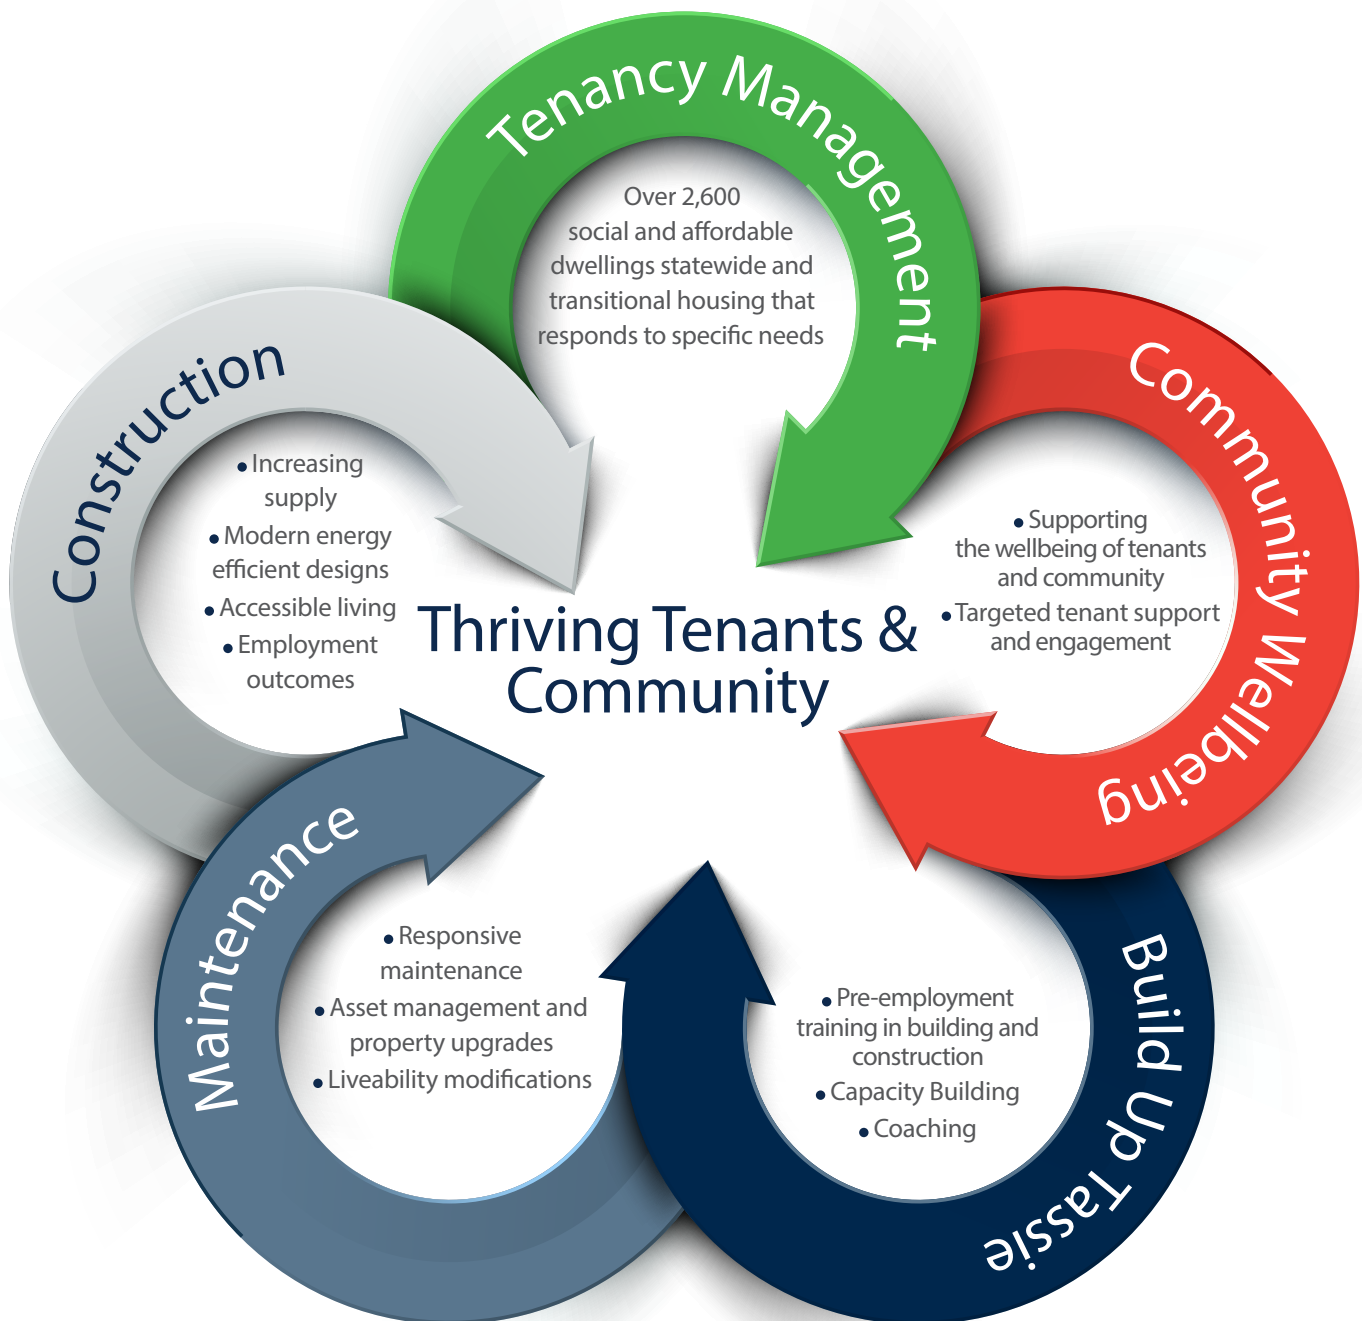 Tenancy Management
Over 2,600
social and affordable
dwellings statewide and
transitional housing that
responds to specific needs
Community Wellbeing
• Supporting
the wellbeing of tenants
and community
• Targeted tenant support
and engagement
Construction
• Increasing
supply
• Modern energy
efficient designs
• Accessible living
• Employment
outcomes
Thriving Tenants &
Community
Maintenance
• Responsive
maintenance
• Asset management and
property upgrades
• Liveability modifications
Build Up Tassie
• Pre-employment
training in building and
construction
• Capacity Building
• Coaching